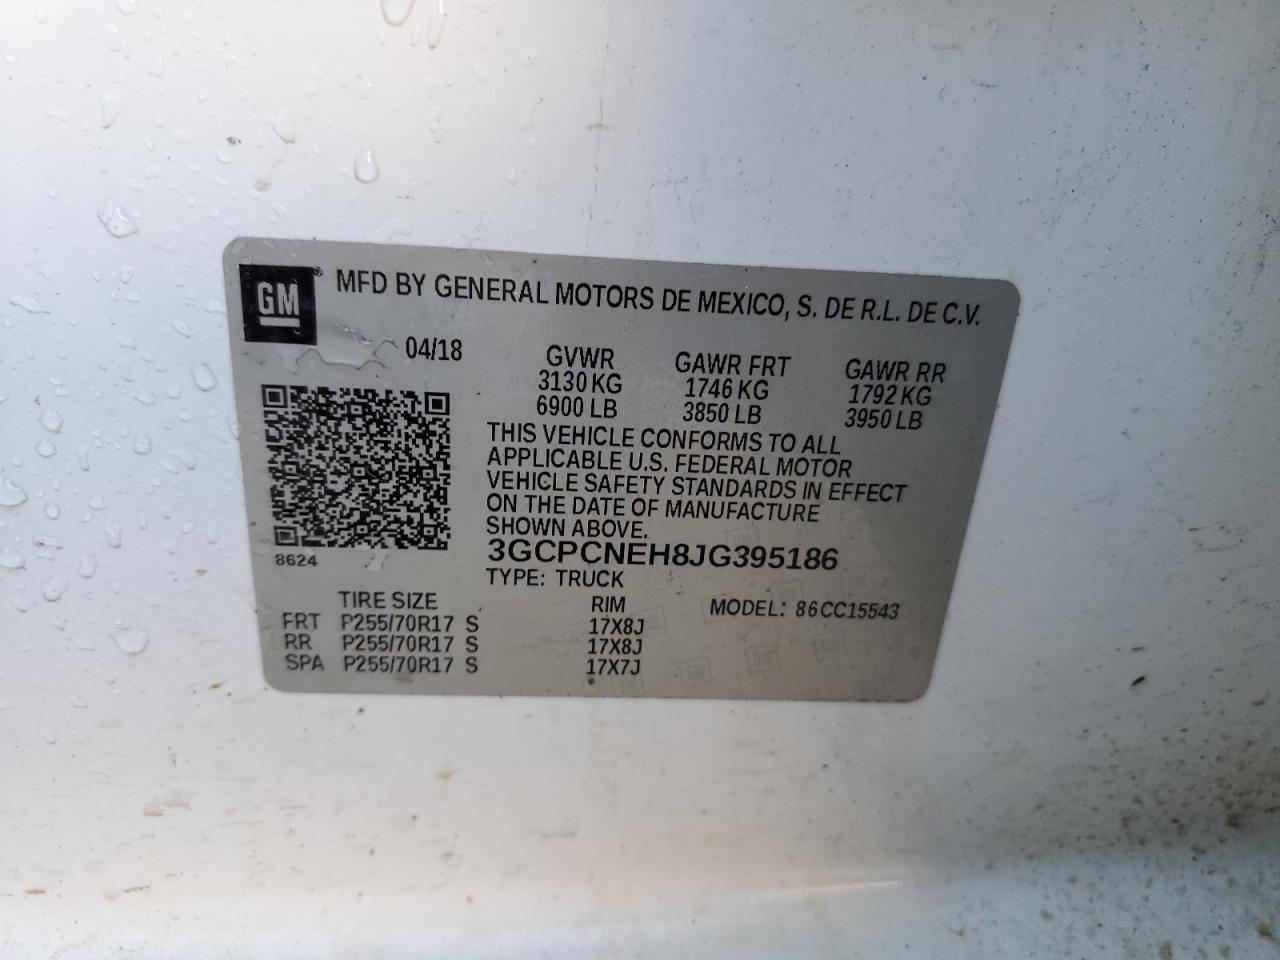 GM
MFD BY GENERAL MOTORS DE MEXICO, S. DE R.L. DE C.V.
04/18
GVWR GAWR FRT GAWR RR
3130 KG 1746 KG 1792 KG
6900 LB 3850 LB 3950 LB
THIS VEHICLE CONFORMS TO ALL
APPLICABLE U.S. FEDERAL MOTOR
VEHICLE SAFETY STANDARDS IN EFFECT
ON THE DATE OF MANUFACTURE
SHOWN ABOVE.
8624
3GCPCNEH8JG395186
TYPE: TRUCK
TIRE SIZE RIM MODEL: 86CC15543
FRT P255/70R17 S 17X8J
RR P255/70R17 S 17X8J
SPA P255/70R17 S 17X7J